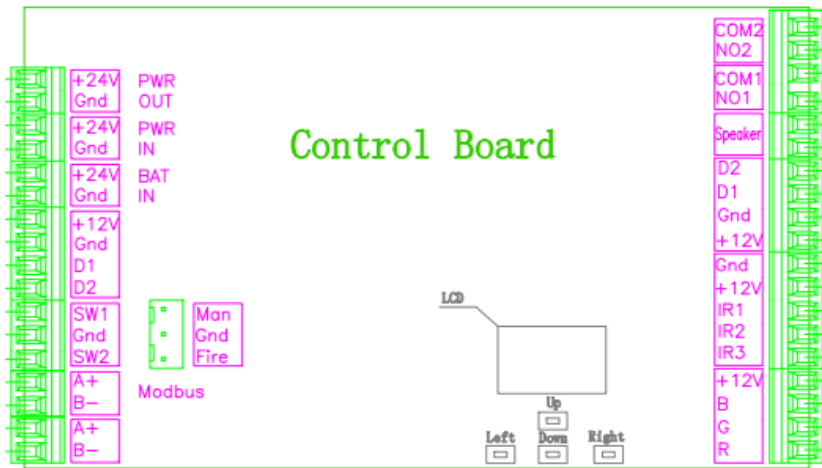 +24V PWR
Gnd OUT
+24V PWR
Gnd IN
+24V BAT
Gnd IN
+12V
Gnd
D1
D2
SW1
Gnd
SW2
A+
B-
A+
B-
Man
Gnd
Fire
Modbus
Control Board
LCD
Up
Left Down Right
COM2
NO2
COM1
NO1
Speaker
D2
D1
Gnd
+12V
Gnd
+12V
IR1
IR2
IR3
+12V
B
G
R